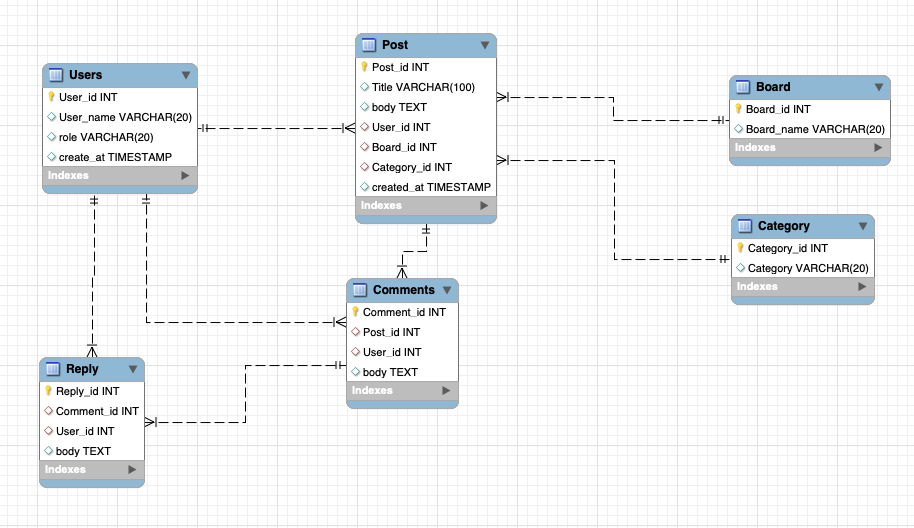 Users
User_id INT
User_name VARCHAR(20)
role VARCHAR(20)
create_at TIMESTAMP
Indexes
Post
Post_id INT
Title VARCHAR(100)
body TEXT
User_id INT
Board_id INT
Category_id INT
created_at TIMESTAMP
Indexes
Board
Board_id INT
Board_name VARCHAR(20)
Indexes
Category
Category_id INT
Category VARCHAR(20)
Indexes
Comments
Comment_id INT
Post_id INT
User_id INT
body TEXT
Indexes
Reply
Reply_id INT
Comment_id INT
User_id INT
body TEXT
Indexes